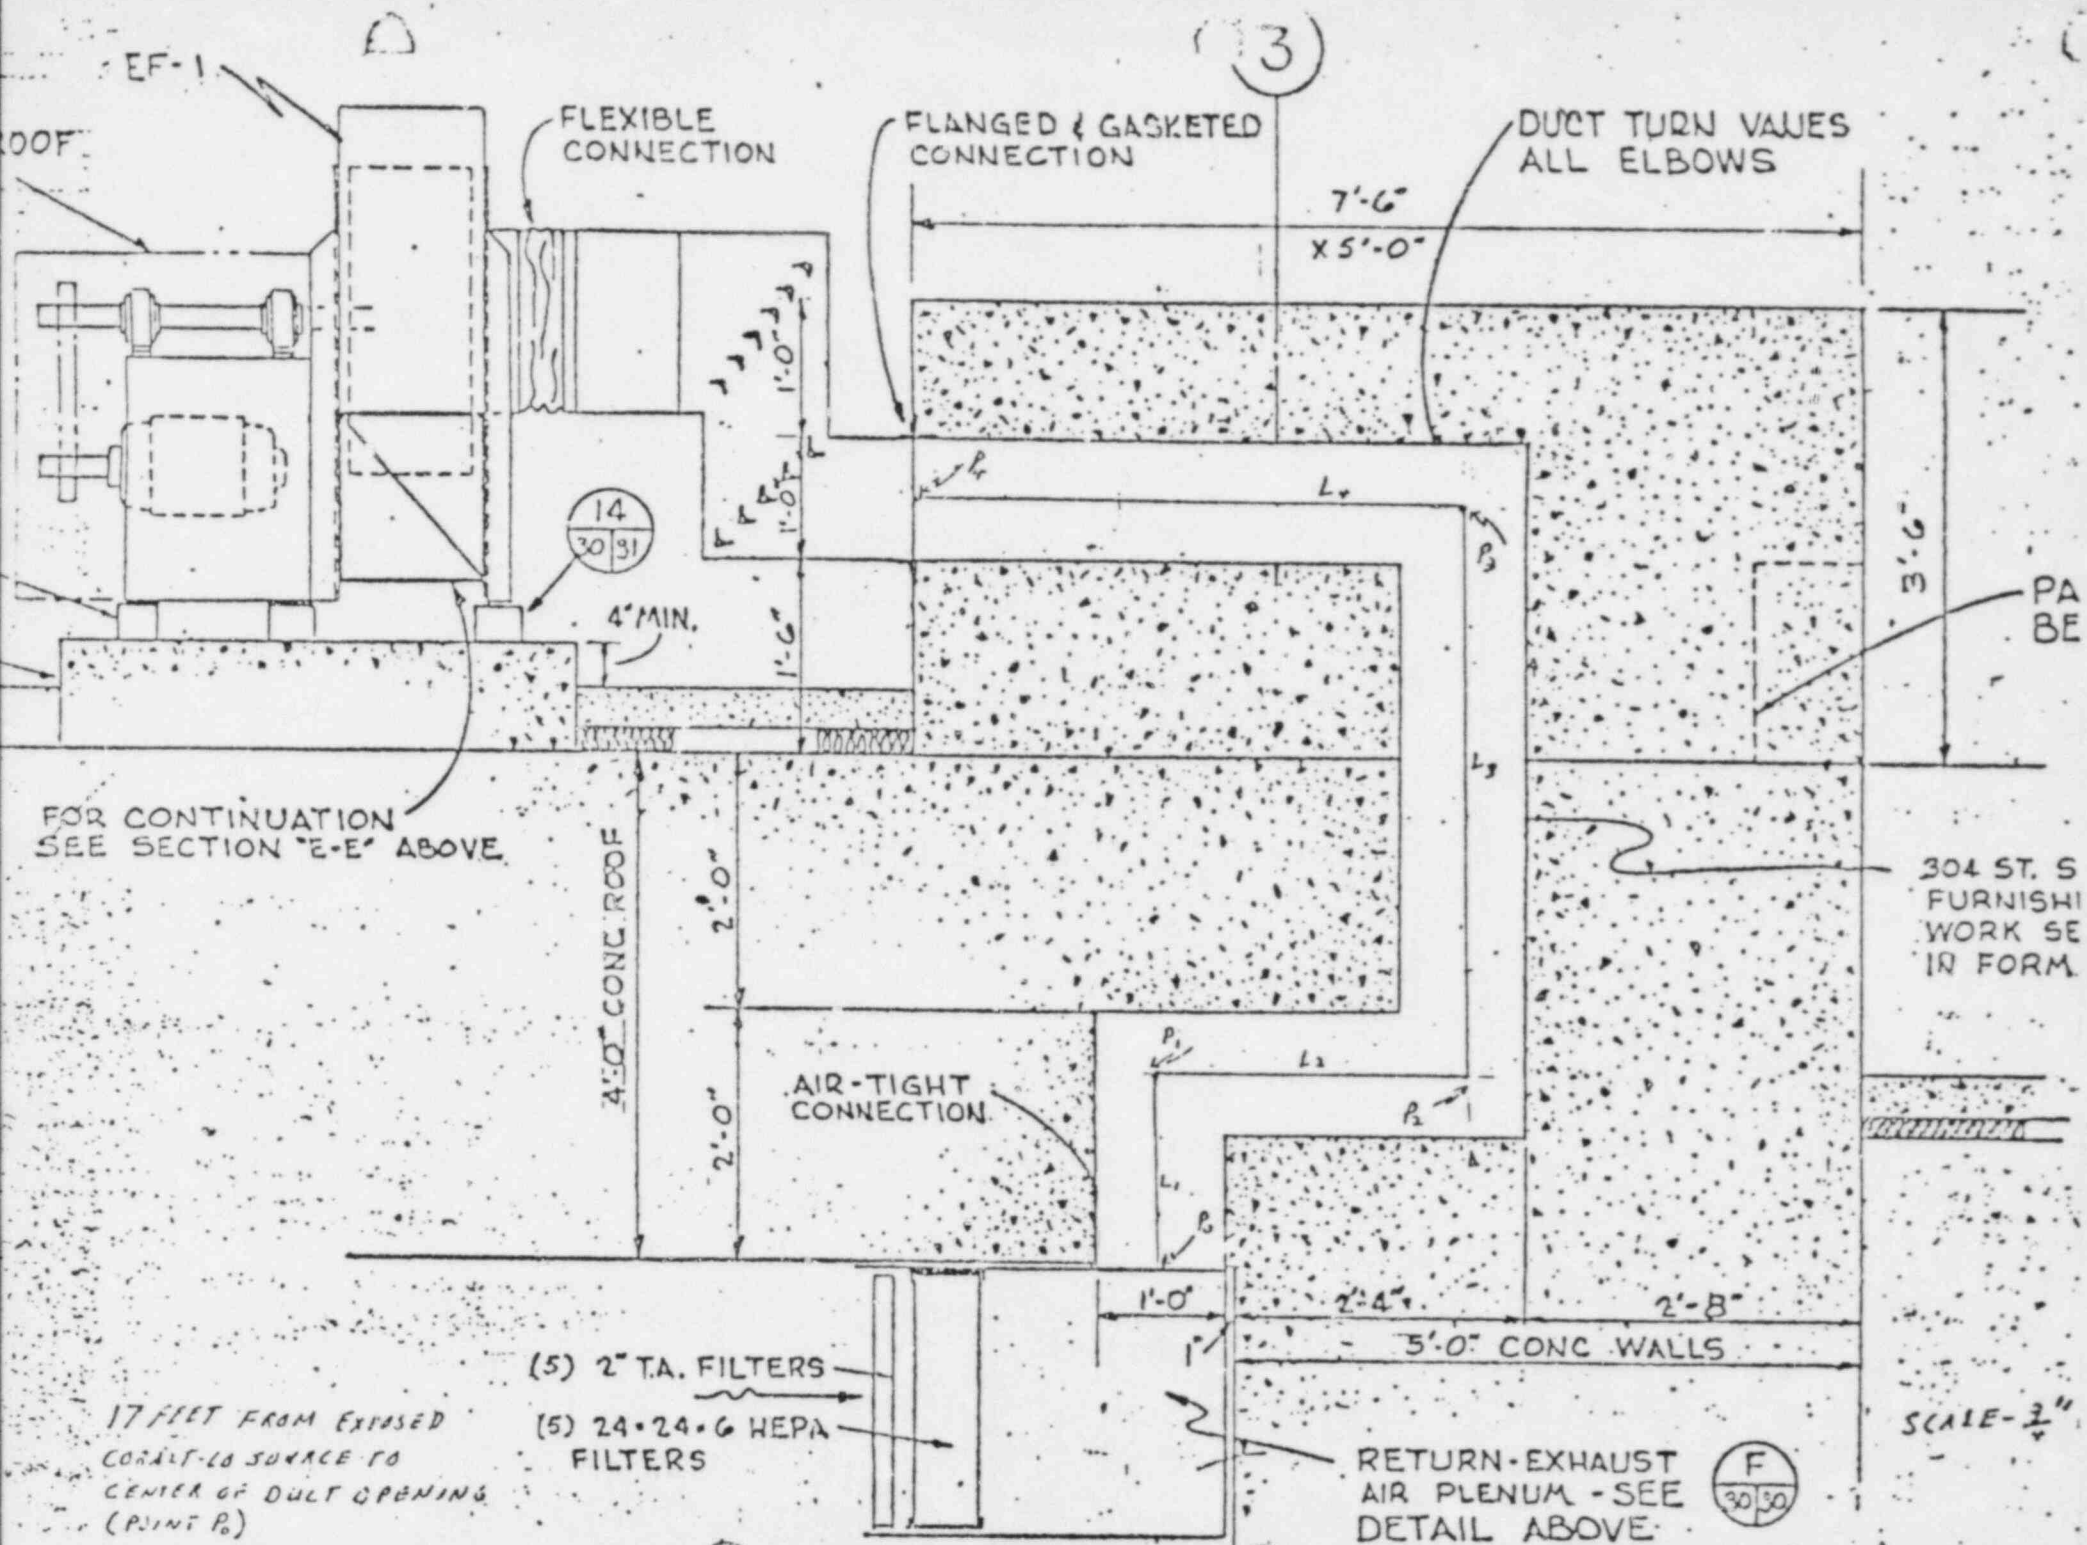 3
EF-1
FLEXIBLE
CONNECTION
FLANGED & GASKETED
CONNECTION
DUCT TURN VANES
ALL ELBOWS
OOF
7'-6"
X 5'-0"
1'-0"
1'-0"
1'-6"
P4
L4
P3
3'-6"
14
30 31
4" MIN.
PA
BE
L3
FOR CONTINUATION
SEE SECTION "E-E" ABOVE
4'-0" CONC. ROOF
2'-0"
2'-0"
304 ST. S
FURNISHI
WORK SE
IN FORM
P1
L2
P2
AIR-TIGHT
CONNECTION
L1
P0
1'-0"
2'-4"
2'-8"
1"
5'-0" CONC WALLS
(5) 2" T.A. FILTERS
(5) 24·24·6 HEPA
FILTERS
17 FEET FROM EXPOSED
COBALT-60 SOURCE TO
CENTER OF DUCT OPENING
(POINT P0)
RETURN-EXHAUST
AIR PLENUM - SEE
DETAIL ABOVE
F
30 30
SCALE - 3/4"